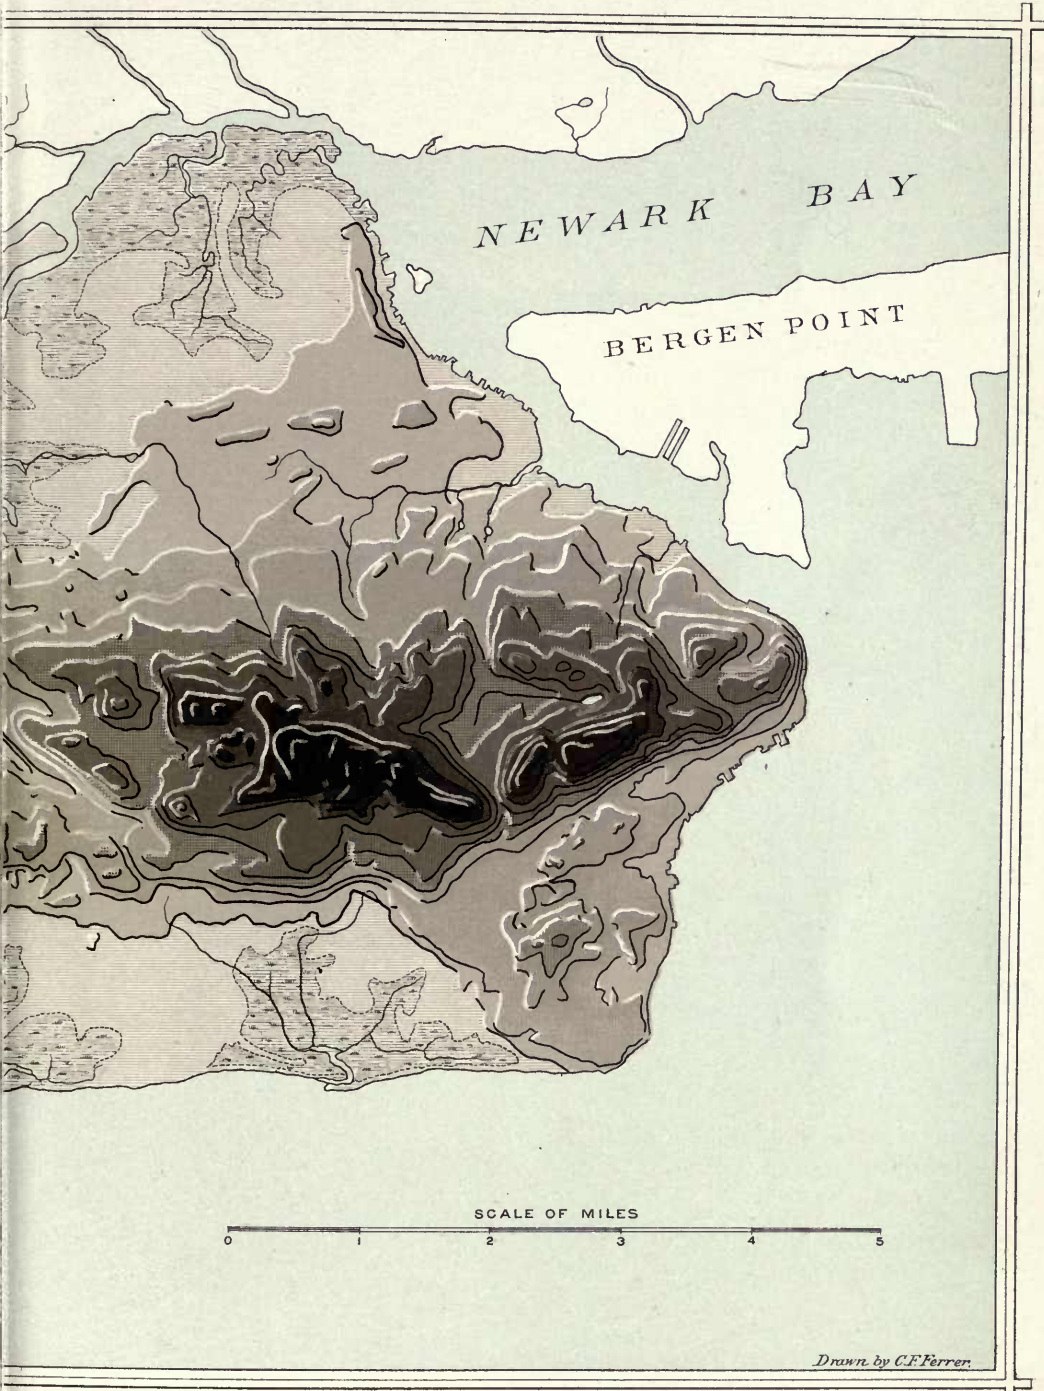 NEWARK BAY
BERGEN POINT
SCALE OF MILES
0 1 2 3 4 5
Drawn by C.F. Ferrer.